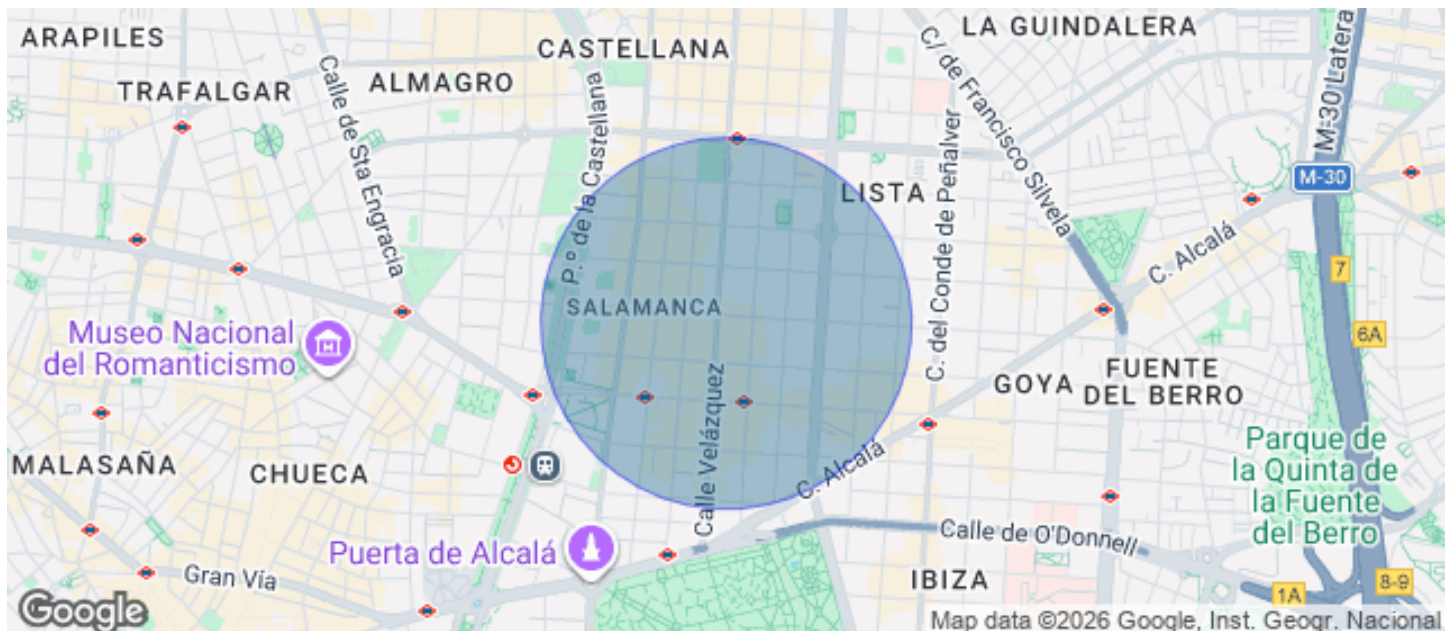 ARAPILES
CASTELLANA
LA GUINDALERA
TRAFALGAR
ALMAGRO
Calle de Sta Engracia
P.º de la Castellana
C/ de Francisco Silvela
M-30 Latera
M-30
LISTA
C. del Conde de Peñalver
C. Alcalá
7
SALAMANCA
Museo Nacional
del Romanticismo
6A
GOYA
FUENTE
DEL BERRO
Calle Velázquez
MALASAÑA
CHUECA
C. Alcalá
Parque de
la Quinta de
la Fuente
del Berro
Puerta de Alcalá
Calle de O'Donnell
Gran Vía
IBIZA
1A
8-9
Google
Map data ©2026 Google, Inst. Geogr. Nacional